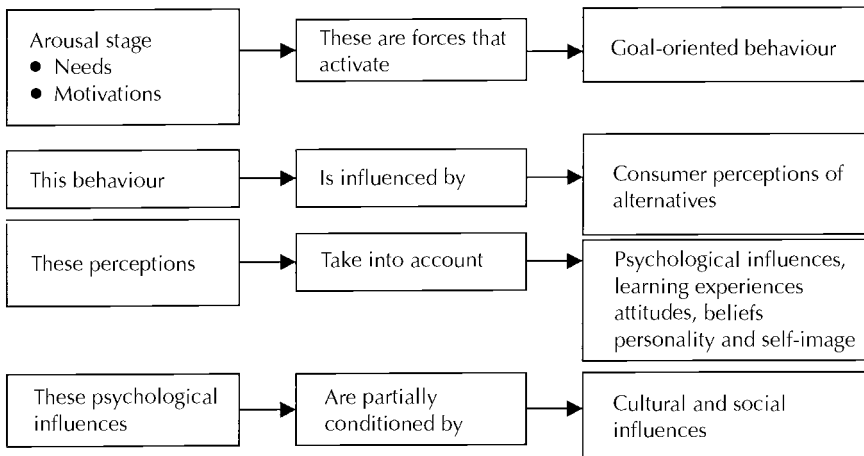 Arousal stage
● Needs
● Motivations
These are forces that
activate
Goal-oriented behaviour
This behaviour
Is influenced by
Consumer perceptions of
alternatives
These perceptions
Take into account
Psychological influences,
learning experiences
attitudes, beliefs
personality and self-image
These psychological
influences
Are partially
conditioned by
Cultural and social
influences